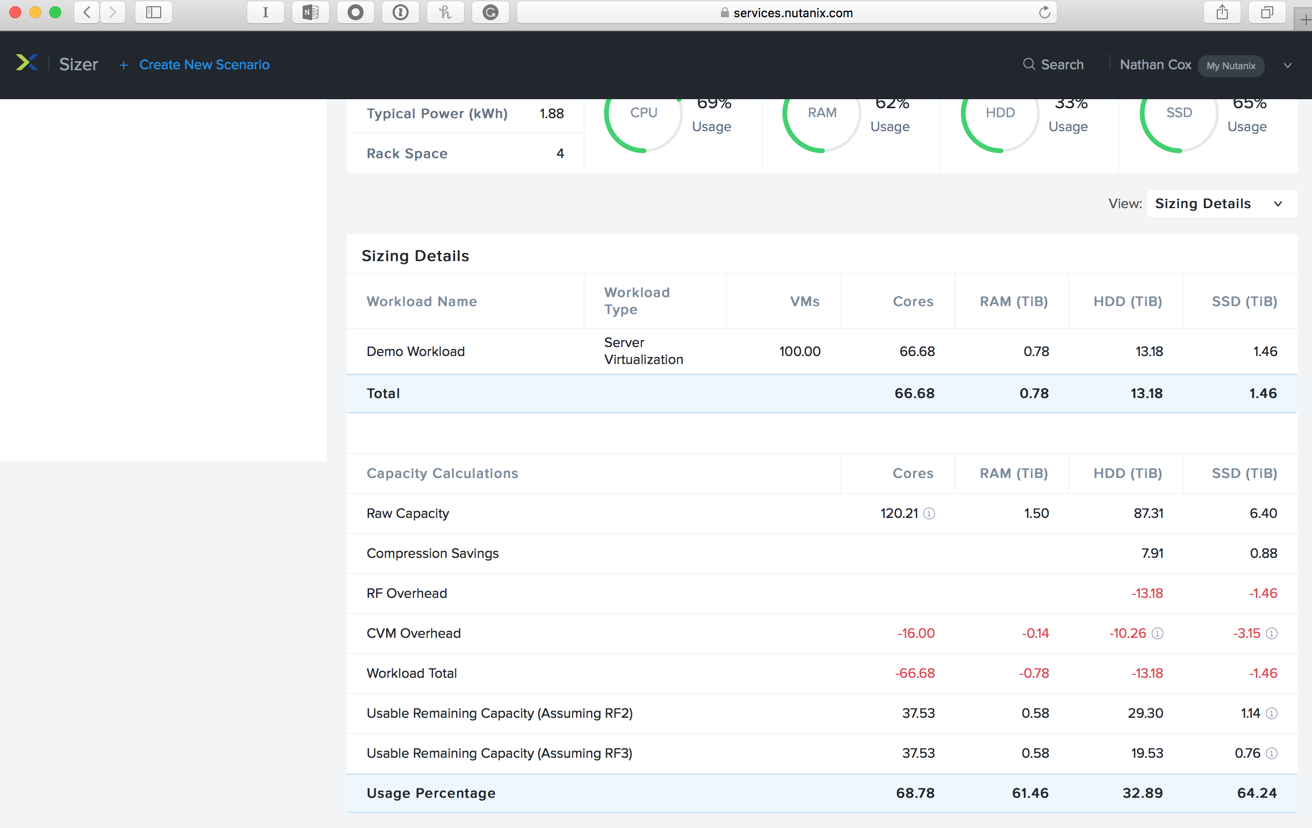 services.nutanix.com
Sizer + Create New Scenario Search Nathan Cox My Nutanix
Typical Power (kWh) 1.88
Rack Space 4
CPU 69% Usage
RAM 62% Usage
HDD 33% Usage
SSD 65% Usage
View: Sizing Details
Sizing Details
Workload Name Workload Type VMs Cores RAM (TiB) HDD (TiB) SSD (TiB)
Demo Workload Server Virtualization 100.00 66.68 0.78 13.18 1.46
Total 66.68 0.78 13.18 1.46
Capacity Calculations Cores RAM (TiB) HDD (TiB) SSD (TiB)
Raw Capacity 120.21 1.50 87.31 6.40
Compression Savings 7.91 0.88
RF Overhead -13.18 -1.46
CVM Overhead -16.00 -0.14 -10.26 -3.15
Workload Total -66.68 -0.78 -13.18 -1.46
Usable Remaining Capacity (Assuming RF2) 37.53 0.58 29.30 1.14
Usable Remaining Capacity (Assuming RF3) 37.53 0.58 19.53 0.76
Usage Percentage 68.78 61.46 32.89 64.24